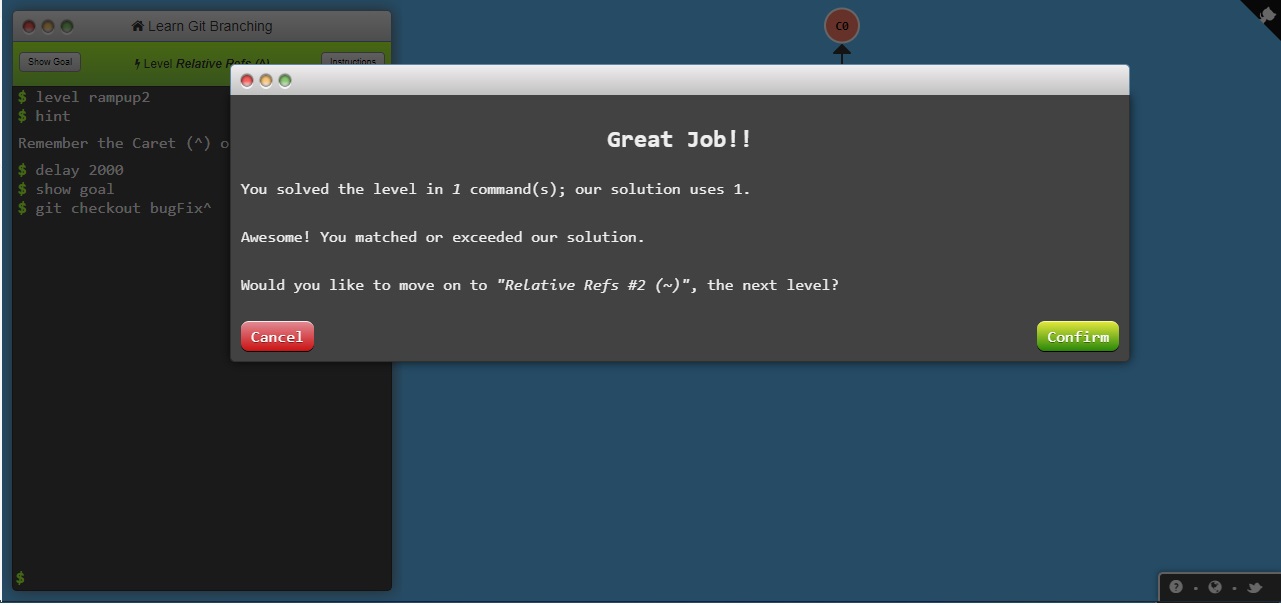 Learn Git Branching
C0
Show Goal
Level Relative Refs (^)
Instructions
$ level rampup2
$ hint
Remember the Caret (^) o
$ delay 2000
$ show goal
$ git checkout bugFix^
Great Job!!
You solved the level in 1 command(s); our solution uses 1.
Awesome! You matched or exceeded our solution.
Would you like to move on to "Relative Refs #2 (~)", the next level?
Cancel
Confirm
$